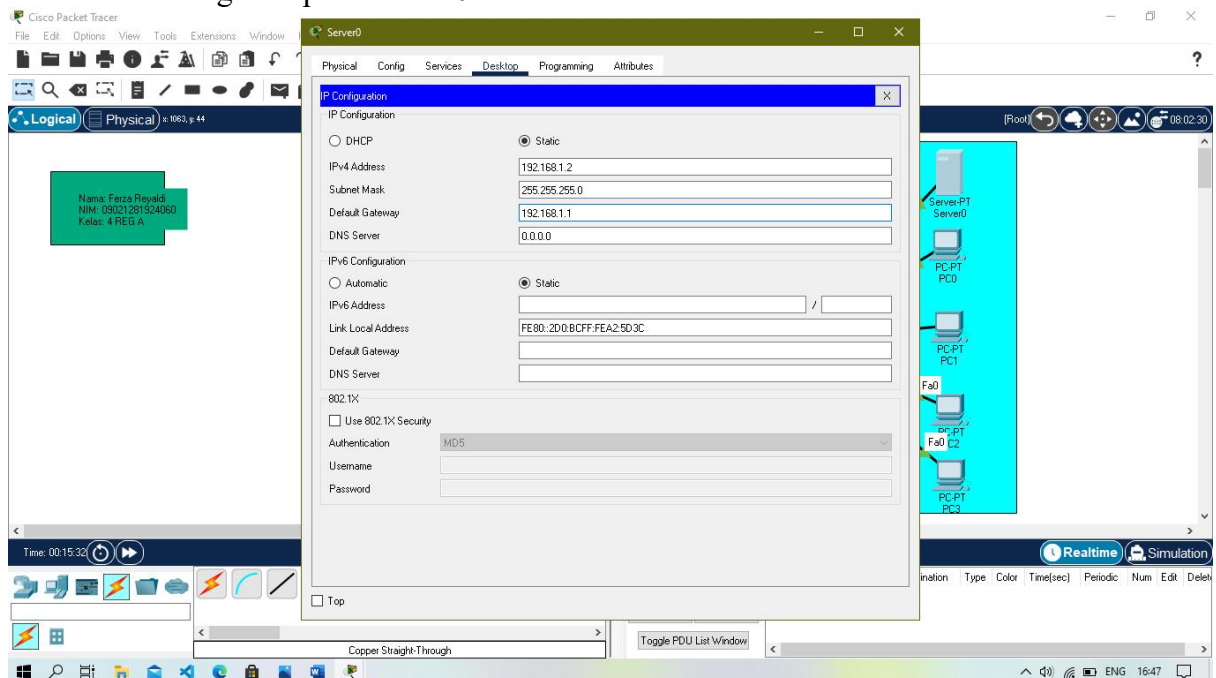 Cisco Packet Tracer
File Edit Options View Tools Extensions Window
Server0
Physical Config Services Desktop Programming Attributes
?
IP Configuration X
IP Configuration
Logical Physical x: 1063, y: 44
[Root] 08:02:30
DHCP Static
IPv4 Address 192.168.1.2
Subnet Mask 255.255.255.0
Default Gateway 192.168.1.1
DNS Server 0.0.0.0
Nama: Ferza Reyaldi
NIM: 09021281924060
Kelas: 4 REG A
Server-PT
Server0
IPv6 Configuration
Automatic Static
IPv6 Address /
Link Local Address FE80::2D0:BCFF:FEA2:5D3C
Default Gateway
DNS Server
PC-PT
PC0
PC-PT
PC1
Fa0
802.1X
Use 802.1X Security
Authentication MD5
Username
Password
PC-PT
Fa0 C2
PC-PT
PC3
Time: 00:15:32
Realtime Simulation
ination Type Color Time(sec) Periodic Num Edit Delet
Top
Toggle PDU List Window
Copper Straight-Through
ENG 16:47